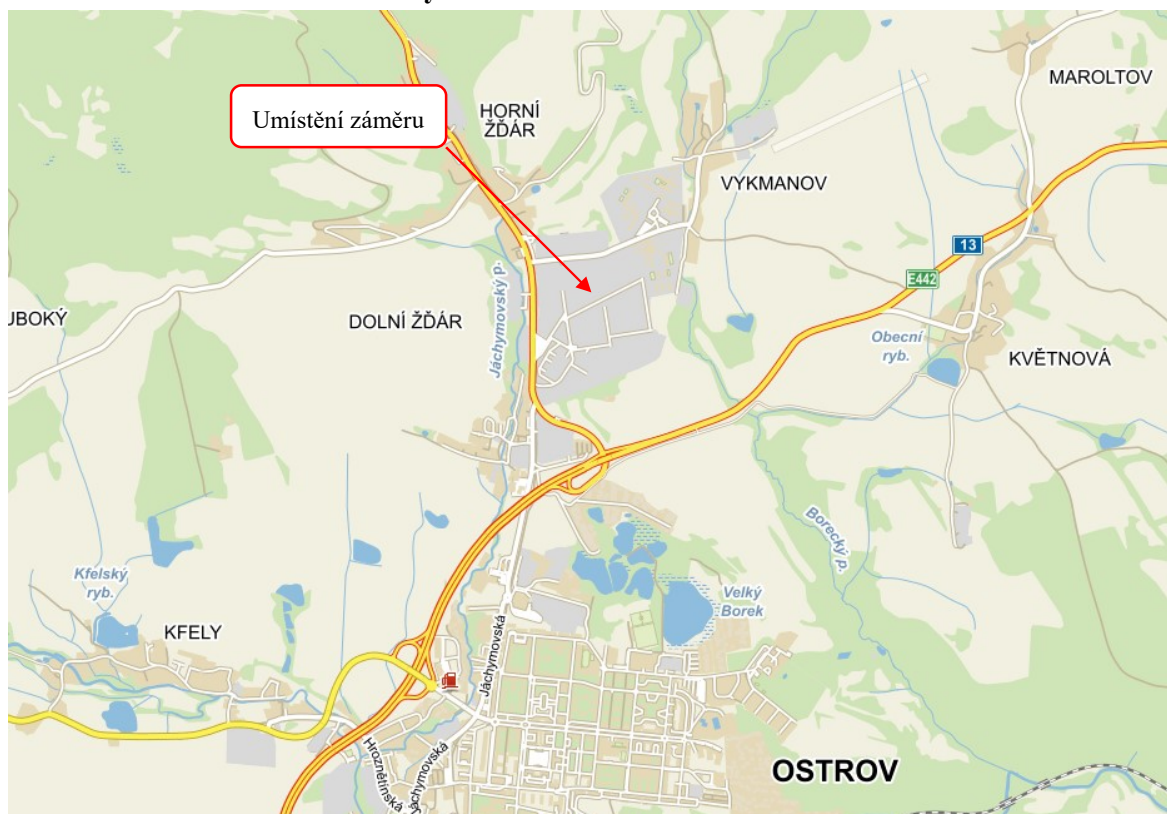 MAROLTOV
HORNÍ
ŽĎÁR
Umístění záměru
VYKMANOV
13
E442
Jáchymovský p.
JBOKÝ
DOLNÍ ŽĎÁR
Obecní
ryb.
KVĚTNOVÁ
Borecký p.
Kfelský
ryb.
Velký
Borek
KFELY
Jáchymovská
OSTROV
Hroznětínská
Jáchymovská